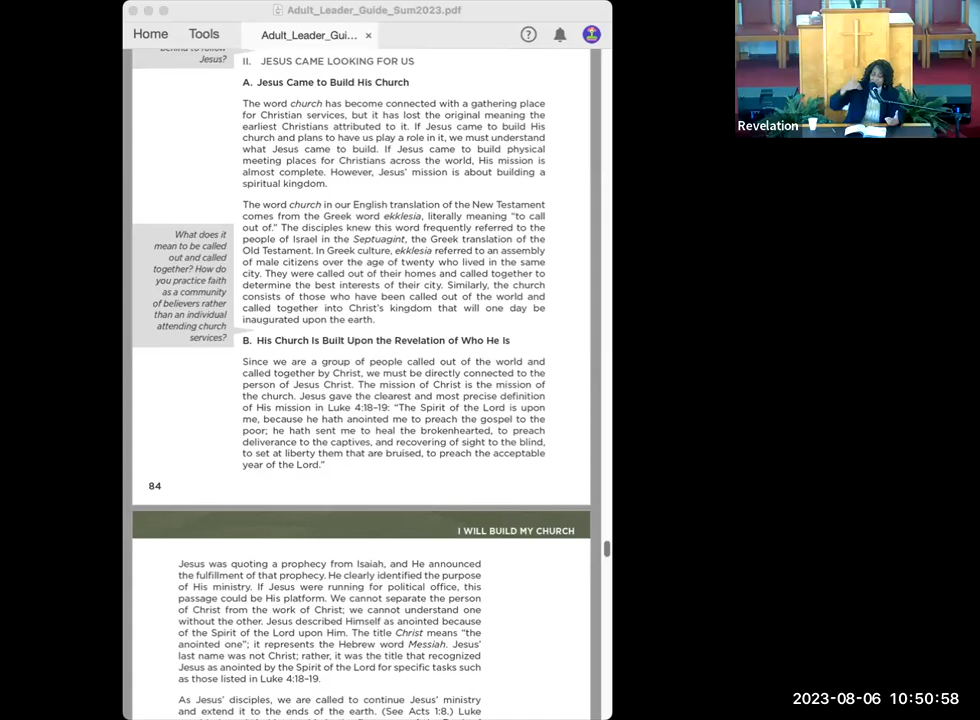 Adult_Leader_Guide_Sum2023.pdf
Home Tools Adult_Leader_Gui... ×
behind to follow
Jesus?
II. JESUS CAME LOOKING FOR US
A. Jesus Came to Build His Church
The word church has become connected with a gathering place
for Christian services, but it has lost the original meaning the
earliest Christians attributed to it. If Jesus came to build His
church and plans to have us play a role in it, we must understand
what Jesus came to build. If Jesus came to build physical
meeting places for Christians across the world, His mission is
almost complete. However, Jesus' mission is about building a
spiritual kingdom.
The word church in our English translation of the New Testament
comes from the Greek word ekklesia, literally meaning "to call
out of." The disciples knew this word frequently referred to the
people of Israel in the Septuagint, the Greek translation of the
Old Testament. In Greek culture, ekklesia referred to an assembly
of male citizens over the age of twenty who lived in the same
city. They were called out of their homes and called together to
determine the best interests of their city. Similarly, the church
consists of those who have been called out of the world and
called together into Christ's kingdom that will one day be
inaugurated upon the earth.
What does it
mean to be called
out and called
together? How do
you practice faith
as a community
of believers rather
than an individual
attending church
services?
B. His Church Is Built Upon the Revelation of Who He Is
Since we are a group of people called out of the world and
called together by Christ, we must be directly connected to the
person of Jesus Christ. The mission of Christ is the mission of
the church. Jesus gave the clearest and most precise definition
of His mission in Luke 4:18–19: "The Spirit of the Lord is upon
me, because he hath anointed me to preach the gospel to the
poor; he hath sent me to heal the brokenhearted, to preach
deliverance to the captives, and recovering of sight to the blind,
to set at liberty them that are bruised, to preach the acceptable
year of the Lord."
84
I WILL BUILD MY CHURCH
Jesus was quoting a prophecy from Isaiah, and He announced
the fulfillment of that prophecy. He clearly identified the purpose
of His ministry. If Jesus were running for political office, this
passage could be His platform. We cannot separate the person
of Christ from the work of Christ; we cannot understand one
without the other. Jesus described Himself as anointed because
of the Spirit of the Lord upon Him. The title Christ means "the
anointed one"; it represents the Hebrew word Messiah. Jesus'
last name was not Christ; rather, it was the title that recognized
Jesus as anointed by the Spirit of the Lord for specific tasks such
as those listed in Luke 4:18–19.
As Jesus' disciples, we are called to continue Jesus' ministry
and extend it to the ends of the earth. (See Acts 1:8.) Luke
Revelation
2023-08-06 10:50:58